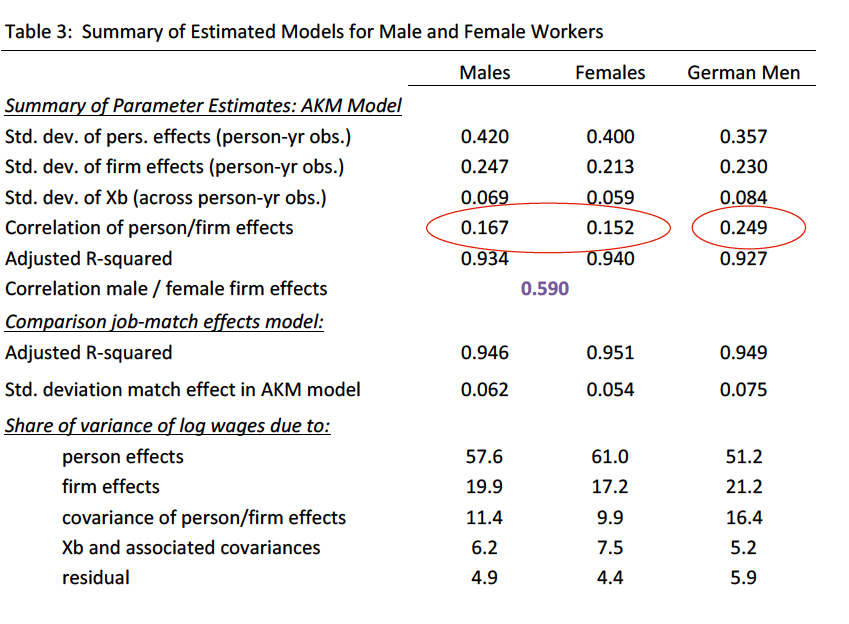 Table 3: Summary of Estimated Models for Male and Female Workers
Males Females German Men
Summary of Parameter Estimates: AKM Model
Std. dev. of pers. effects (person-yr obs.) 0.420 0.400 0.357
Std. dev. of firm effects (person-yr obs.) 0.247 0.213 0.230
Std. dev. of Xb (across person-yr obs.) 0.069 0.059 0.084
Correlation of person/firm effects 0.167 0.152 0.249
Adjusted R-squared 0.934 0.940 0.927
Correlation male / female firm effects 0.590
Comparison job-match effects model:
Adjusted R-squared 0.946 0.951 0.949
Std. deviation match effect in AKM model 0.062 0.054 0.075
Share of variance of log wages due to:
person effects 57.6 61.0 51.2
firm effects 19.9 17.2 21.2
covariance of person/firm effects 11.4 9.9 16.4
Xb and associated covariances 6.2 7.5 5.2
residual 4.9 4.4 5.9